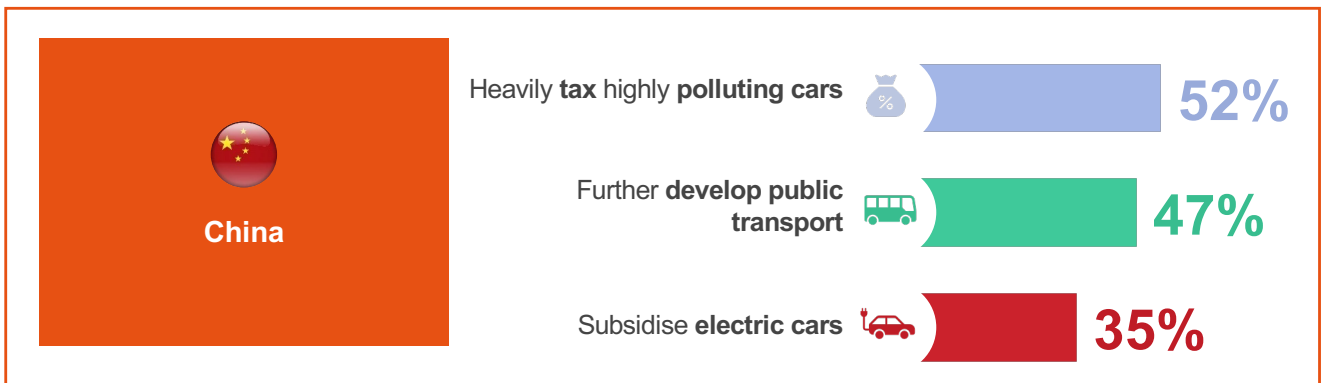 China
Heavily tax highly polluting cars
%
52%
Further develop public
transport
47%
Subsidise electric cars
35%